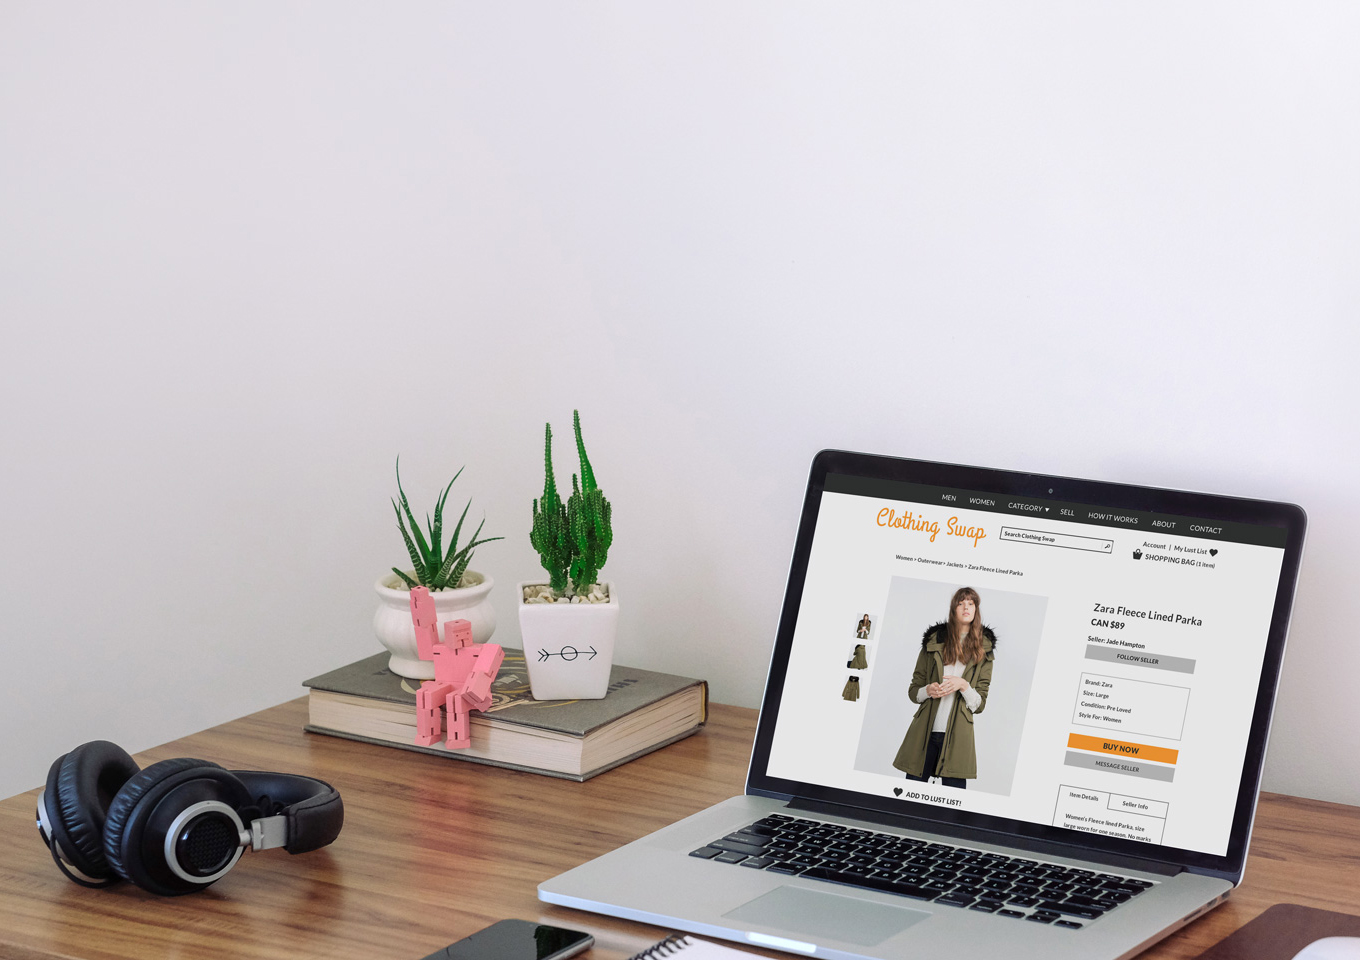 MEN WOMEN CATEGORY ▼ SELL HOW IT WORKS ABOUT CONTACT
Clothing Swap
Search Clothing Swap
Account | My Lust List
SHOPPING BAG (1 item)
Women > Outerwear> Jackets > Zara Fleece Lined Parka
Zara Fleece Lined Parka
CAN $89
Seller: Jade Hampton
FOLLOW SELLER
Brand: Zara
Size: Large
Condition: Pre Loved
Style For: Women
BUY NOW
MESSAGE SELLER
ADD TO LUST LIST!
Item Details Seller Info
Women's Fleece lined Parka, size
large worn for one season. No marks